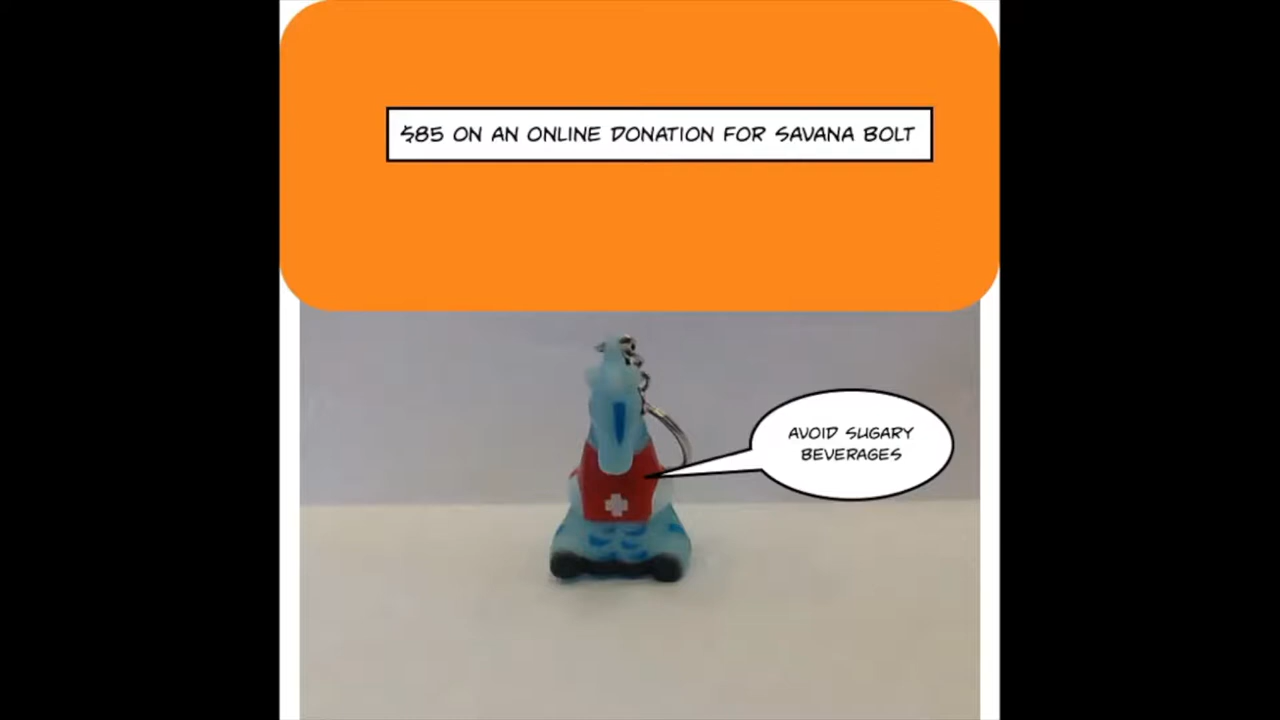 $85 ON AN ONLINE DONATION FOR SAVANA BOLT
AVOID SUGARY
BEVERAGES